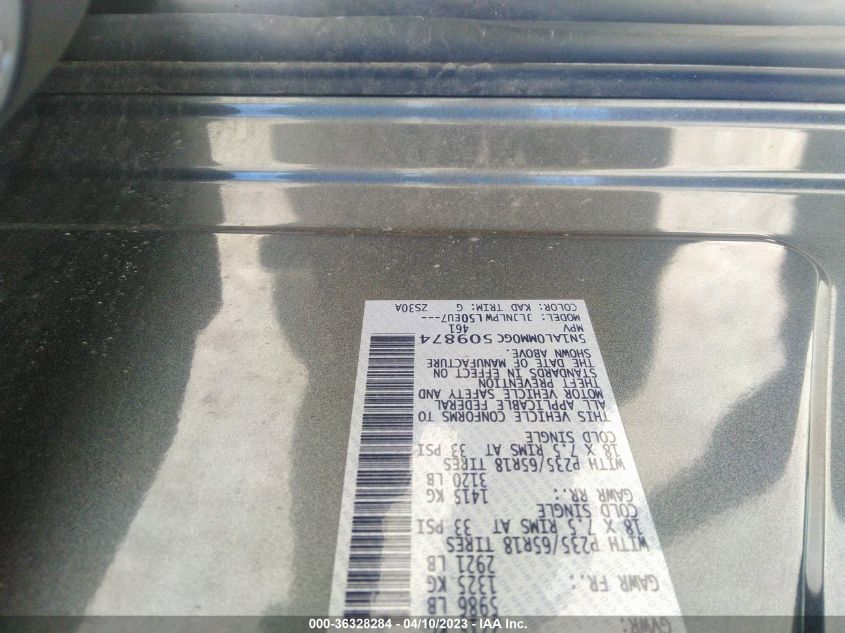 GVWR:
5986 LB
GAWR FR.: 1325 KG
2921 LB
WITH P235/65R18 TIRES
18 X 7.5 RIMS AT 33 PSI
COLD SINGLE
GAWR RR.: 1415 KG
3120 LB
WITH P235/65R18 TIRES
18 X 7.5 RIMS AT 33 PSI
COLD SINGLE
THIS VEHICLE CONFORMS TO
ALL APPLICABLE FEDERAL
MOTOR VEHICLE SAFETY AND
THEFT PREVENTION
STANDARDS IN EFFECT ON
THE DATE OF MANUFACTURE
SHOWN ABOVE.
5N1AL0MM0GC509874
MPV 461
MODEL: JLJNLPWL50EU7---
COLOR: KAD TRIM: G ZS30A
000-36328284 - 04/10/2023 - IAA Inc.